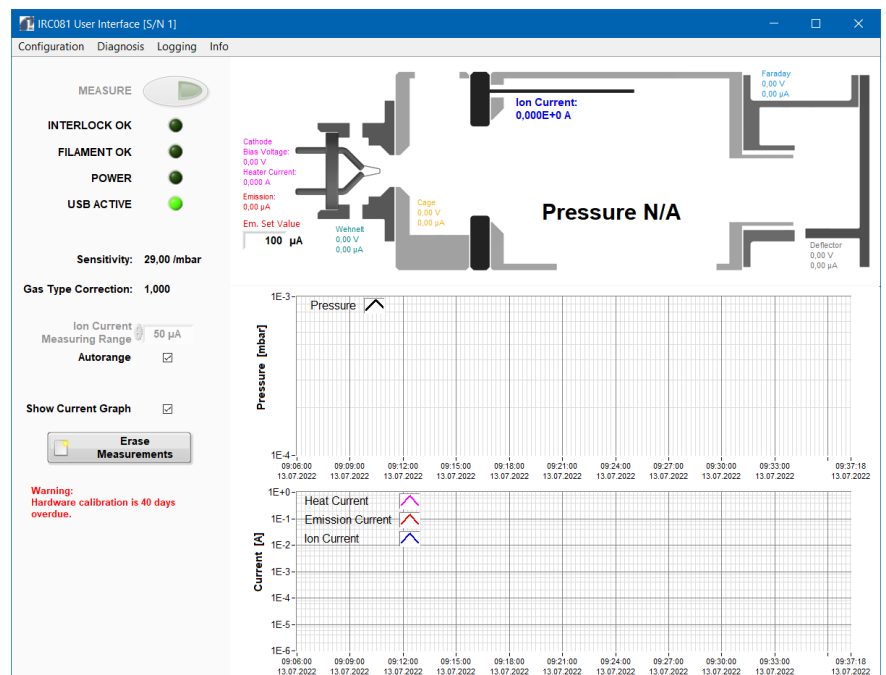 IRC081 User Interface [S/N 1]
Configuration Diagnosis Logging Info
MEASURE
INTERLOCK OK
FILAMENT OK
POWER
USB ACTIVE
Sensitivity: 29,00 /mbar
Gas Type Correction: 1,000
Ion Current
Measuring Range 50 µA
Autorange
Show Current Graph
Erase
Measurements
Warning:
Hardware calibration is 40 days
overdue.
Faraday
0,00 V
0,00 µA
Ion Current:
0,000E+0 A
Cathode
Bias Voltage:
0,00 V
Heater Current:
0,000 A
Emission:
0,00 µA
Em. Set Value
100 µA
Wehnelt
0,00 V
0,00 µA
Cage
0,00 V
0,00 µA
Pressure N/A
Deflector
0,00 V
0,00 µA
Pressure
Pressure [mbar]
1E-3
1E-4
09:06:00 09:09:00 09:12:00 09:15:00 09:18:00 09:21:00 09:24:00 09:27:00 09:30:00 09:33:00 09:37:18
13.07.2022 13.07.2022 13.07.2022 13.07.2022 13.07.2022 13.07.2022 13.07.2022 13.07.2022 13.07.2022 13.07.2022 13.07.2022
Heat Current
Emission Current
Ion Current
Current [A]
1E+0
1E-1
1E-2
1E-3
1E-4
1E-5
1E-6
09:06:00 09:09:00 09:12:00 09:15:00 09:18:00 09:21:00 09:24:00 09:27:00 09:30:00 09:33:00 09:37:18
13.07.2022 13.07.2022 13.07.2022 13.07.2022 13.07.2022 13.07.2022 13.07.2022 13.07.2022 13.07.2022 13.07.2022 13.07.2022